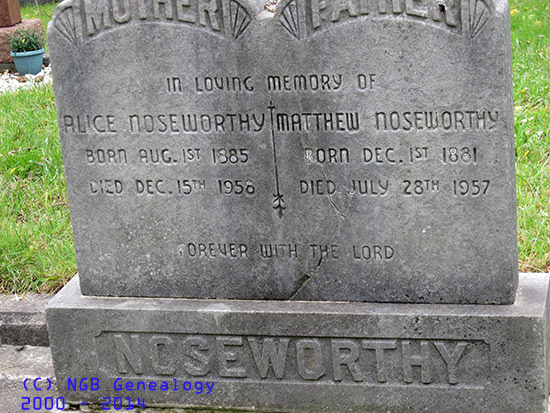 MOTHER FATHER
IN LOVING MEMORY OF
ALICE NOSEWORTHY
BORN AUG. 1ST 1885
DIED DEC. 15TH 1958
MATTHEW NOSEWORTHY
BORN DEC. 1ST 1881
DIED JULY 28TH 1957
FOREVER WITH THE LORD
NOSEWORTHY
(C) NGB Genealogy
2000 - 2014